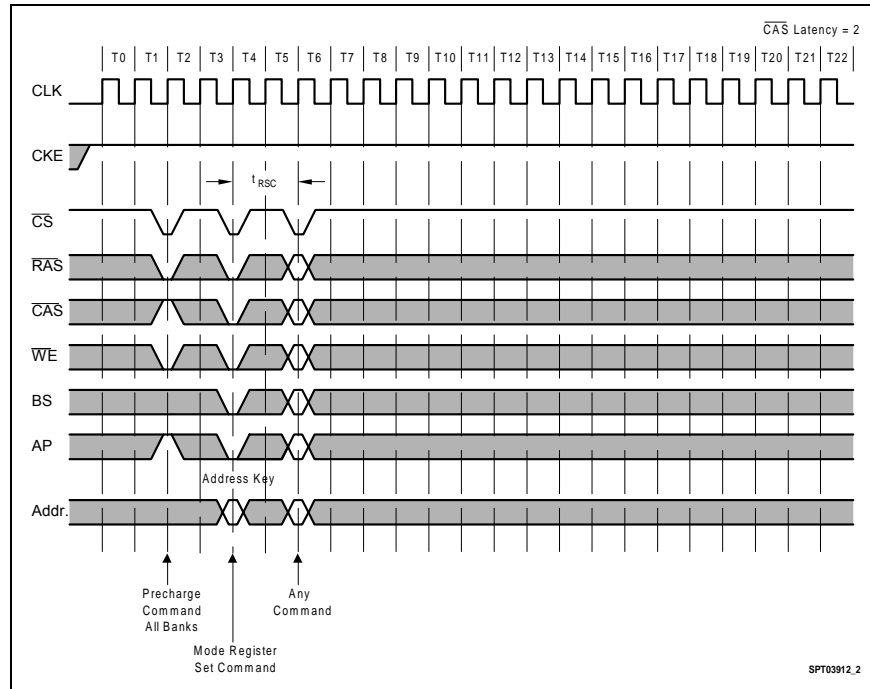 CAS Latency = 2
T0 T1 T2 T3 T4 T5 T6 T7 T8 T9 T10 T11 T12 T13 T14 T15 T16 T17 T18 T19 T20 T21 T22
CLK
CKE
t RSC
CS
RAS
CAS
WE
BS
AP
Address Key
Addr.
Precharge
Command
All Banks
Any
Command
Mode Register
Set Command
SPT03912_2